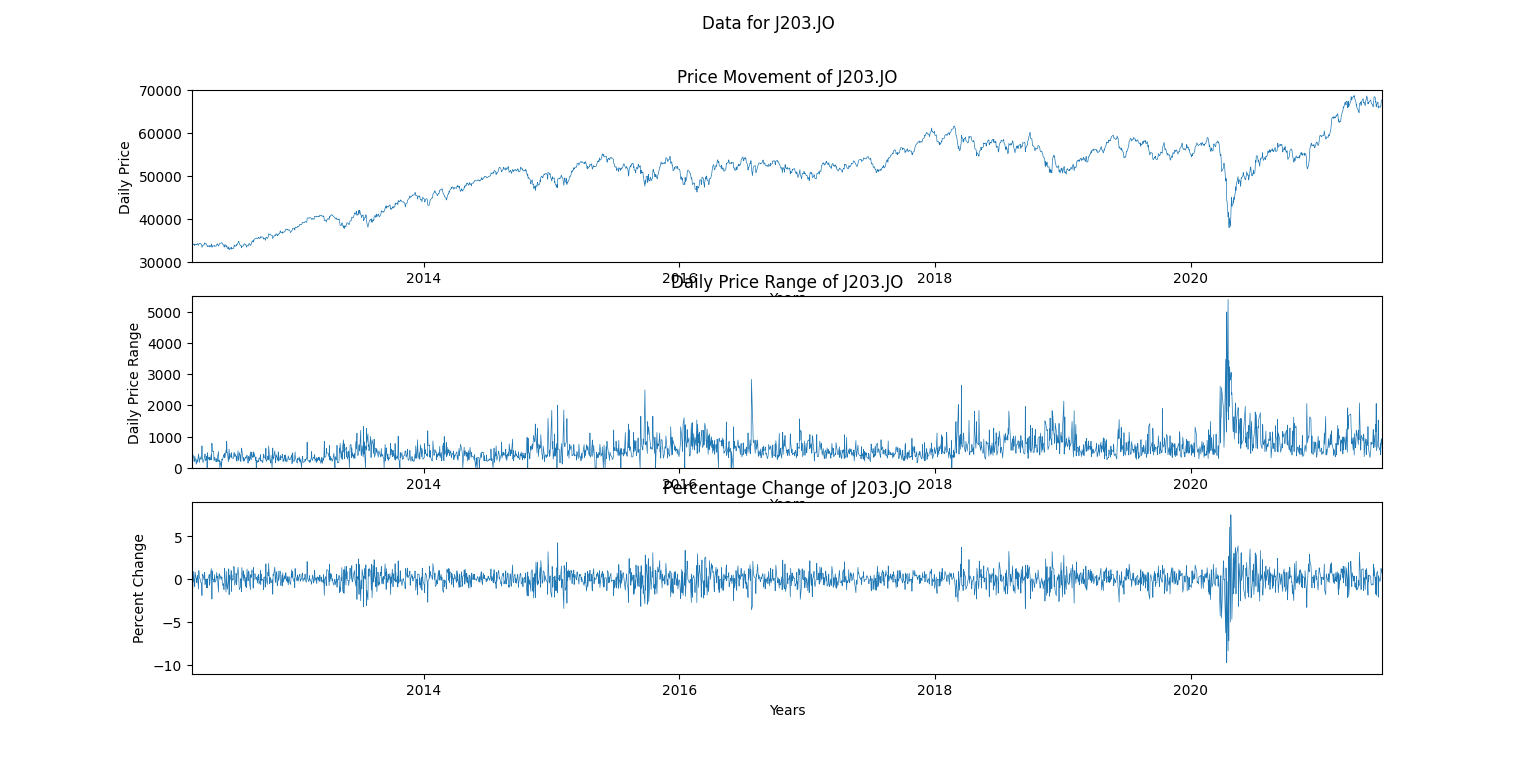 Data for J203.JO
Price Movement of J203.JO
70000
60000
50000
40000
30000
Daily Price
2014 2016 2018 2020
Years
Daily Price Range of J203.JO
5000
4000
3000
2000
1000
0
Daily Price Range
2014 2016 2018 2020
Years
Percentage Change of J203.JO
5
0
−5
−10
Percent Change
2014 2016 2018 2020
Years